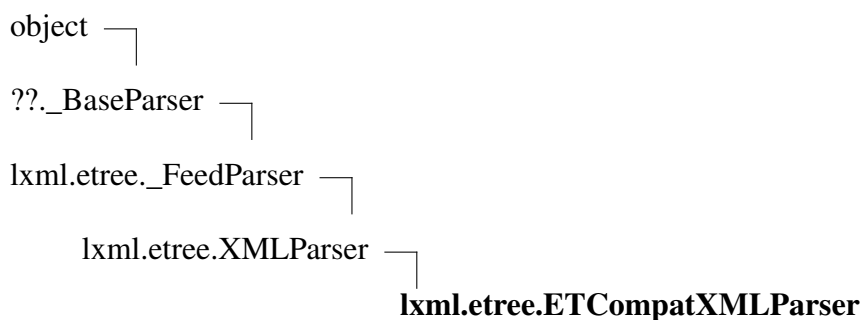 object
??._BaseParser
lxml.etree._FeedParser
lxml.etree.XMLParser
lxml.etree.ETCompatXMLParser